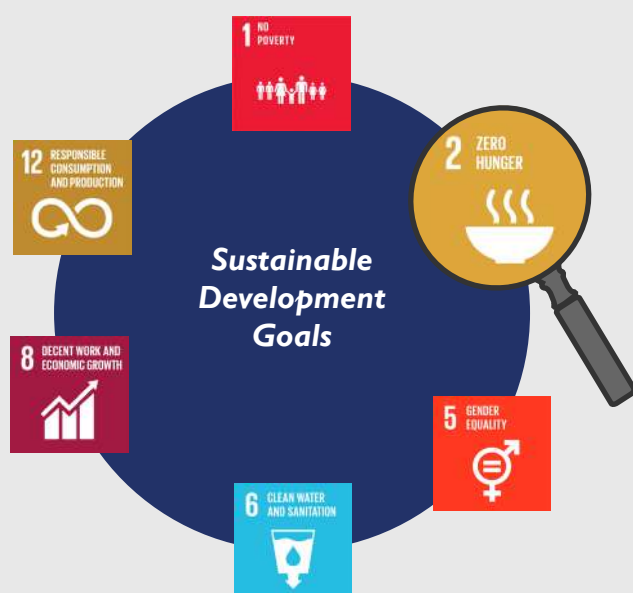 1 NO
POVERTY
2 ZERO
HUNGER
12 RESPONSIBLE
CONSUMPTION
AND PRODUCTION
Sustainable
Development
Goals
8 DECENT WORK AND
ECONOMIC GROWTH
5 GENDER
EQUALITY
6 CLEAN WATER
AND SANITATION